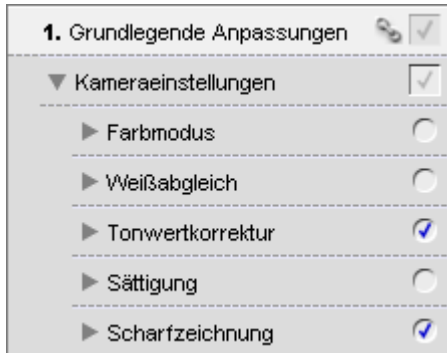 1. Grundlegende Anpassungen
Kameraeinstellungen
Farbmodus
Weißabgleich
Tonwertkorrektur
Sättigung
Scharfzeichnung